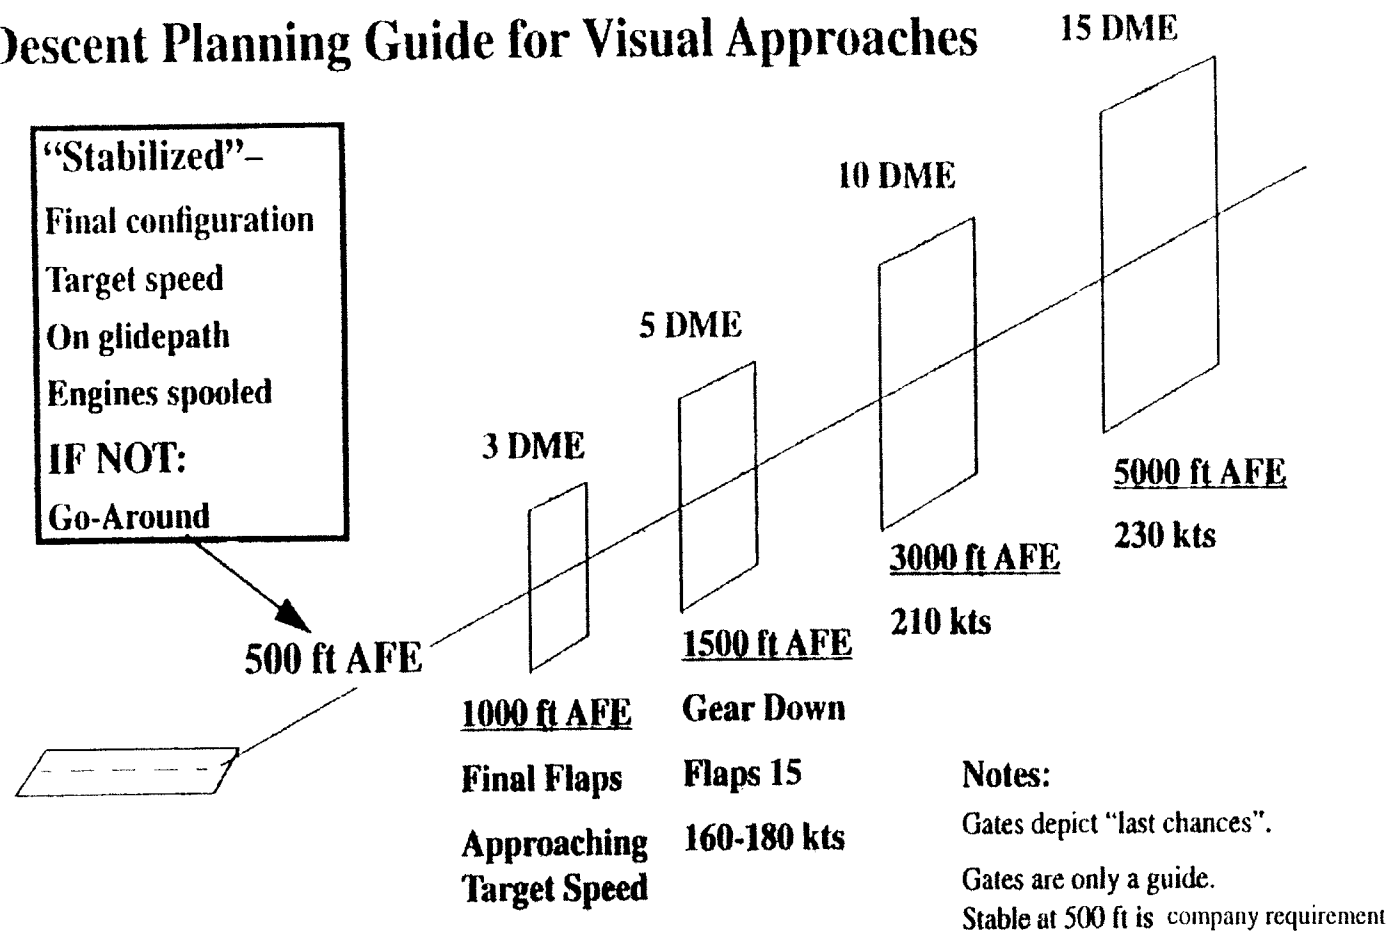 Descent Planning Guide for Visual Approaches
15 DME
"Stabilized"–
Final configuration
Target speed
On glidepath
Engines spooled
IF NOT:
Go-Around
10 DME
5 DME
3 DME
500 ft AFE
5000 ft AFE
230 kts
3000 ft AFE
210 kts
1500 ft AFE
Gear Down
Flaps 15
160-180 kts
1000 ft AFE
Final Flaps
Approaching
Target Speed
Notes:
Gates depict "last chances".
Gates are only a guide.
Stable at 500 ft is company requirement